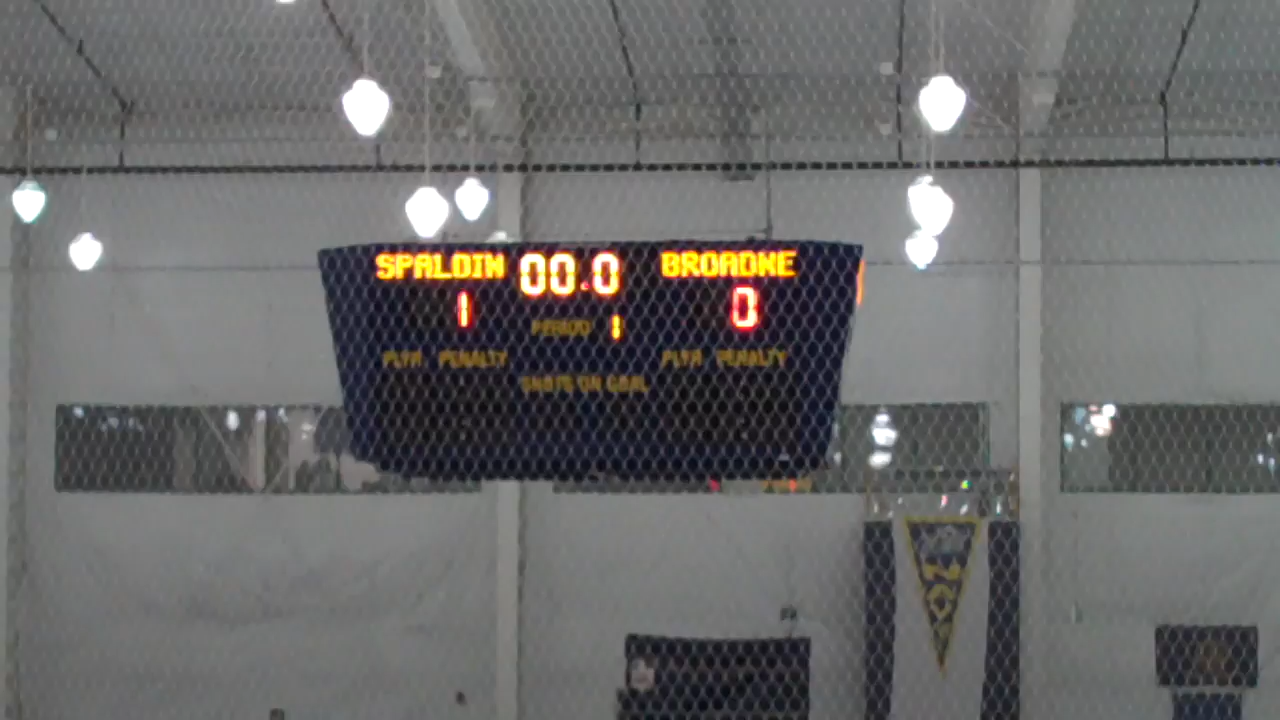 SPALDIN 00.0 BROADNE
1 0
PERIOD 1
PLYR PENALTY PLYR PENALTY
SHOTS ON GOAL